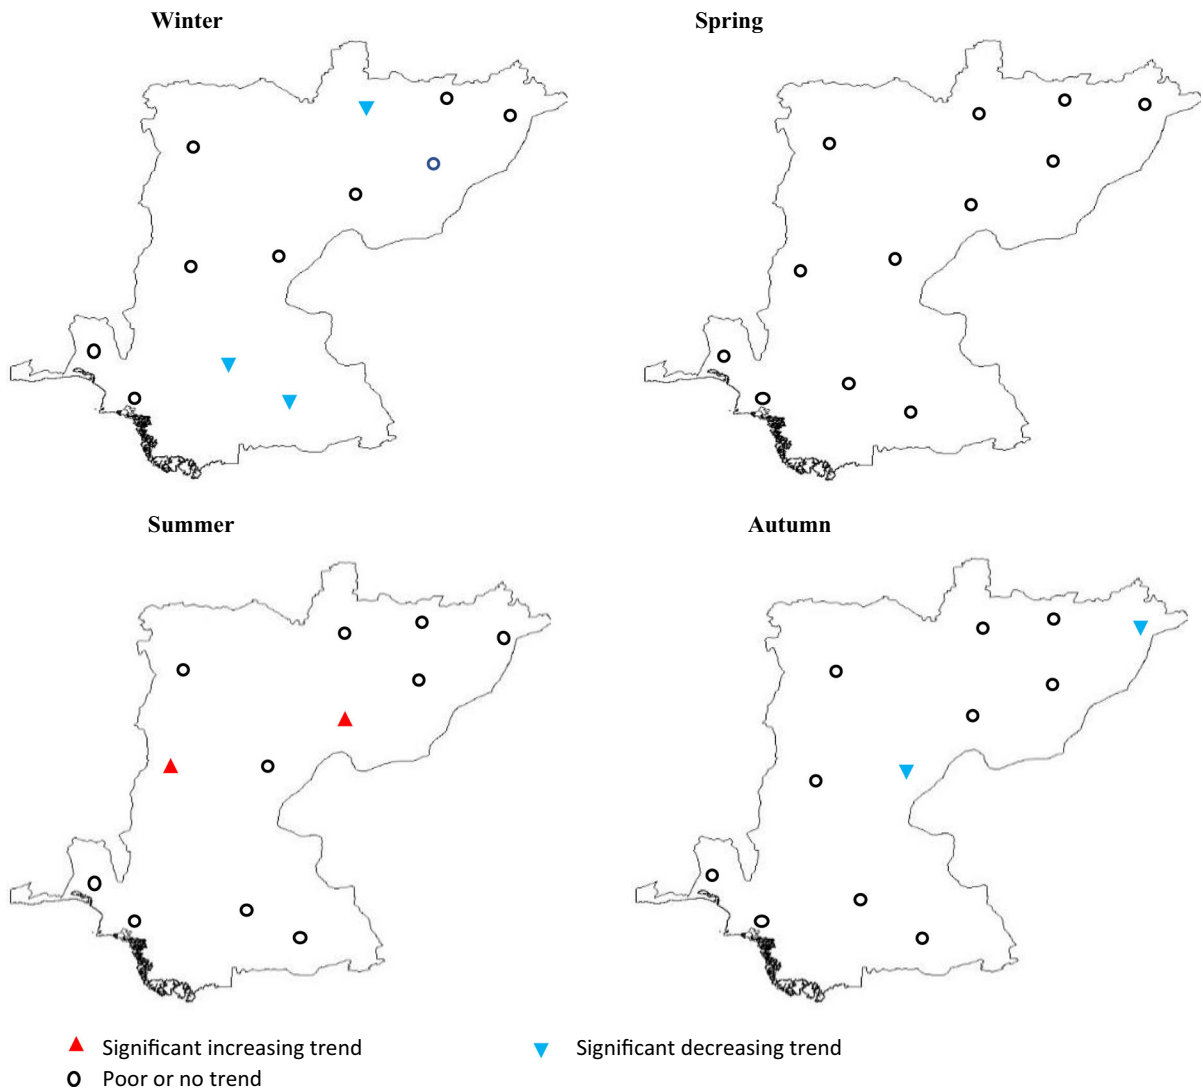 Winter
Spring
Summer
Autumn
Significant increasing trend
Significant decreasing trend
Poor or no trend